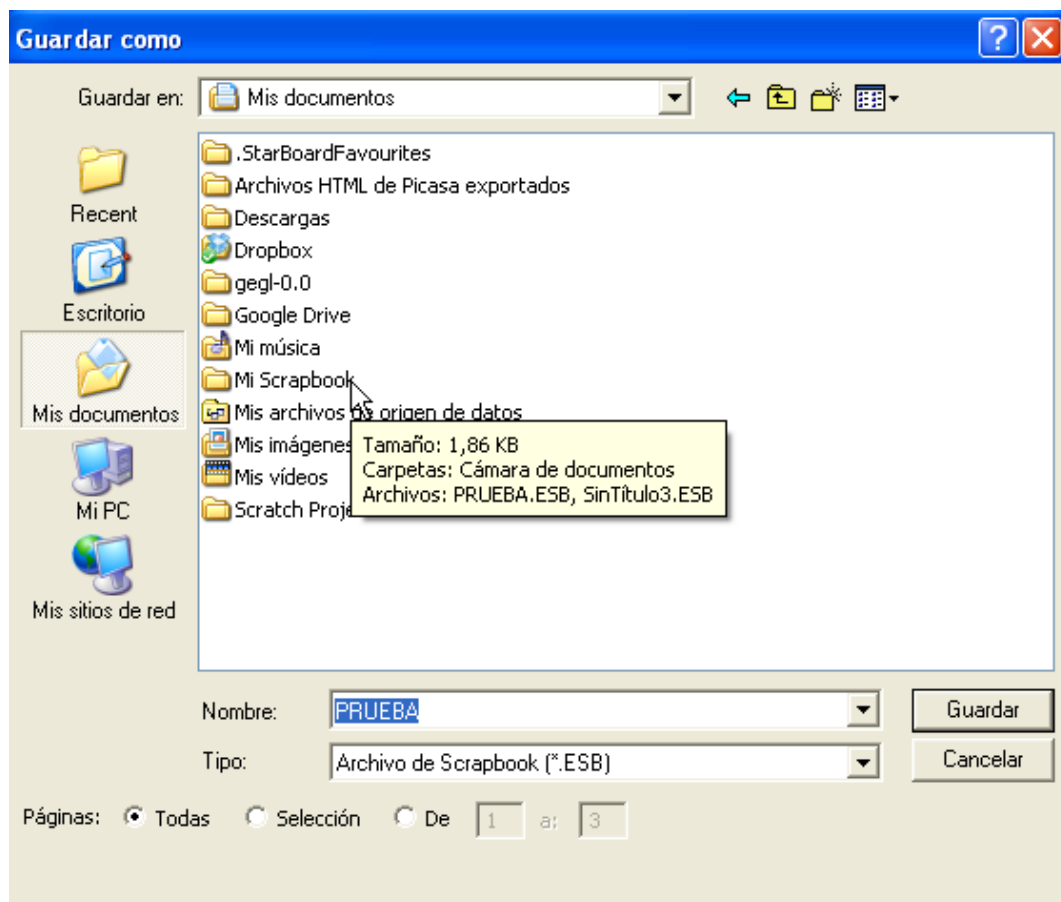 Guardar como
Guardar en: Mis documentos
.StarBoardFavourites
Archivos HTML de Picasa exportados
Descargas
Dropbox
gegl-0.0
Google Drive
Mi música
Mi Scrapbook
Mis archivos de origen de datos
Mis imágenes
Mis vídeos
Scratch Proje
Tamaño: 1,86 KB
Carpetas: Cámara de documentos
Archivos: PRUEBA.ESB, SinTítulo3.ESB
Recent
Escritorio
Mis documentos
Mi PC
Mis sitios de red
Nombre: PRUEBA Guardar
Tipo: Archivo de Scrapbook (*.ESB) Cancelar
Páginas: Todas Selección De 1 a: 3